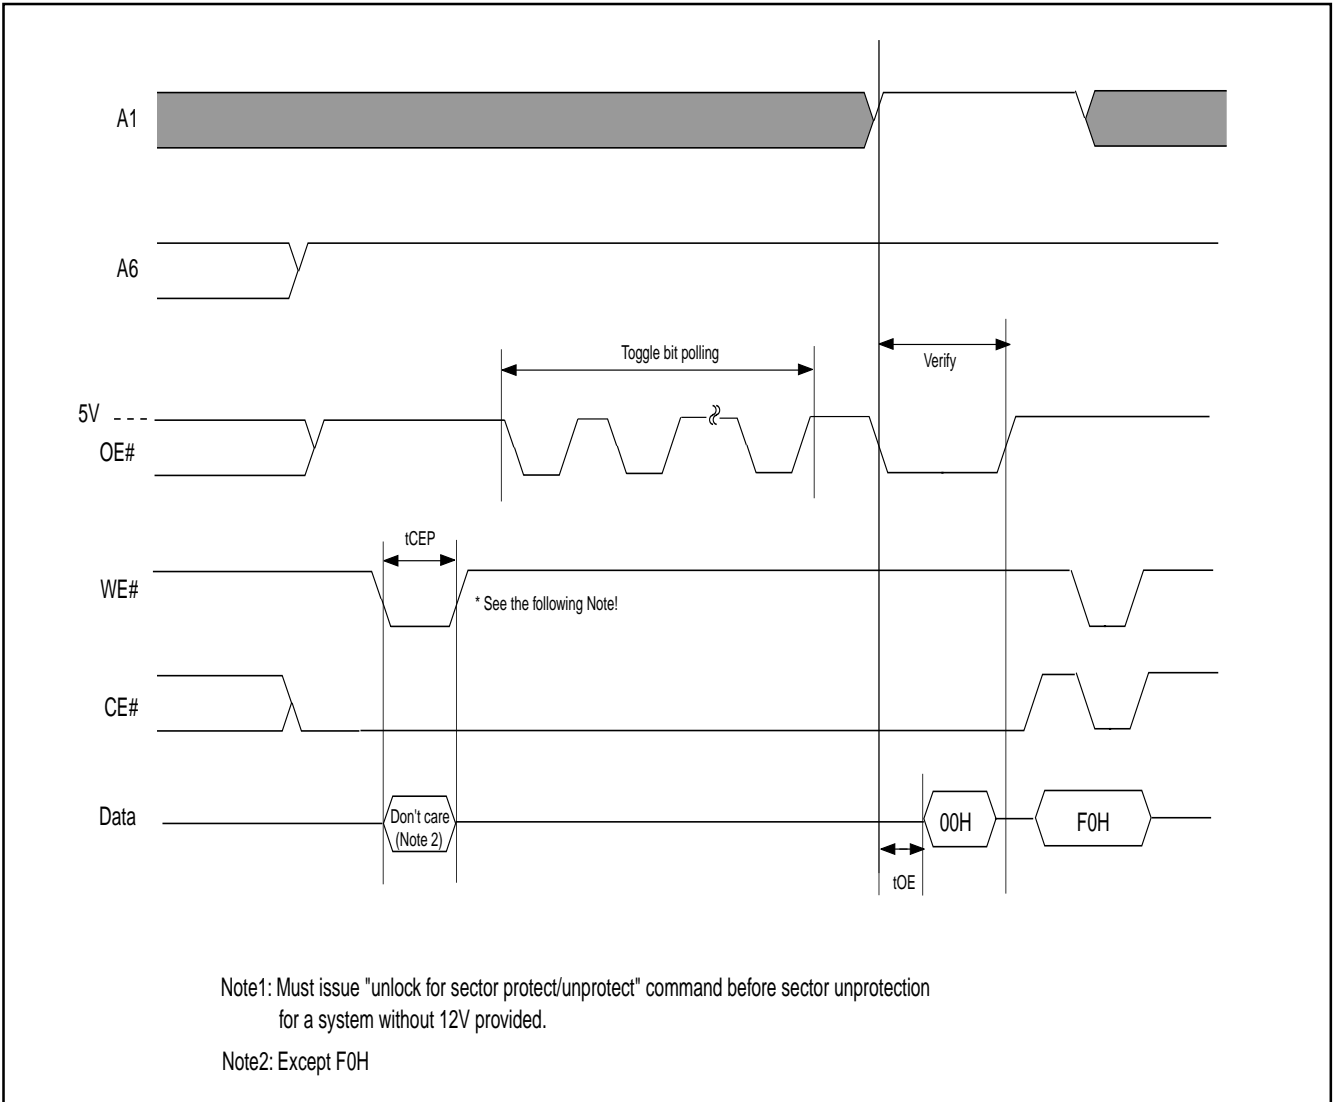 A1
A6
Toggle bit polling
Verify
5V
OE#
tCEP
WE#
* See the following Note!
CE#
Data
Don't care
(Note 2)
00H
F0H
tOE
Note1: Must issue "unlock for sector protect/unprotect" command before sector unprotection
for a system without 12V provided.
Note2: Except F0H